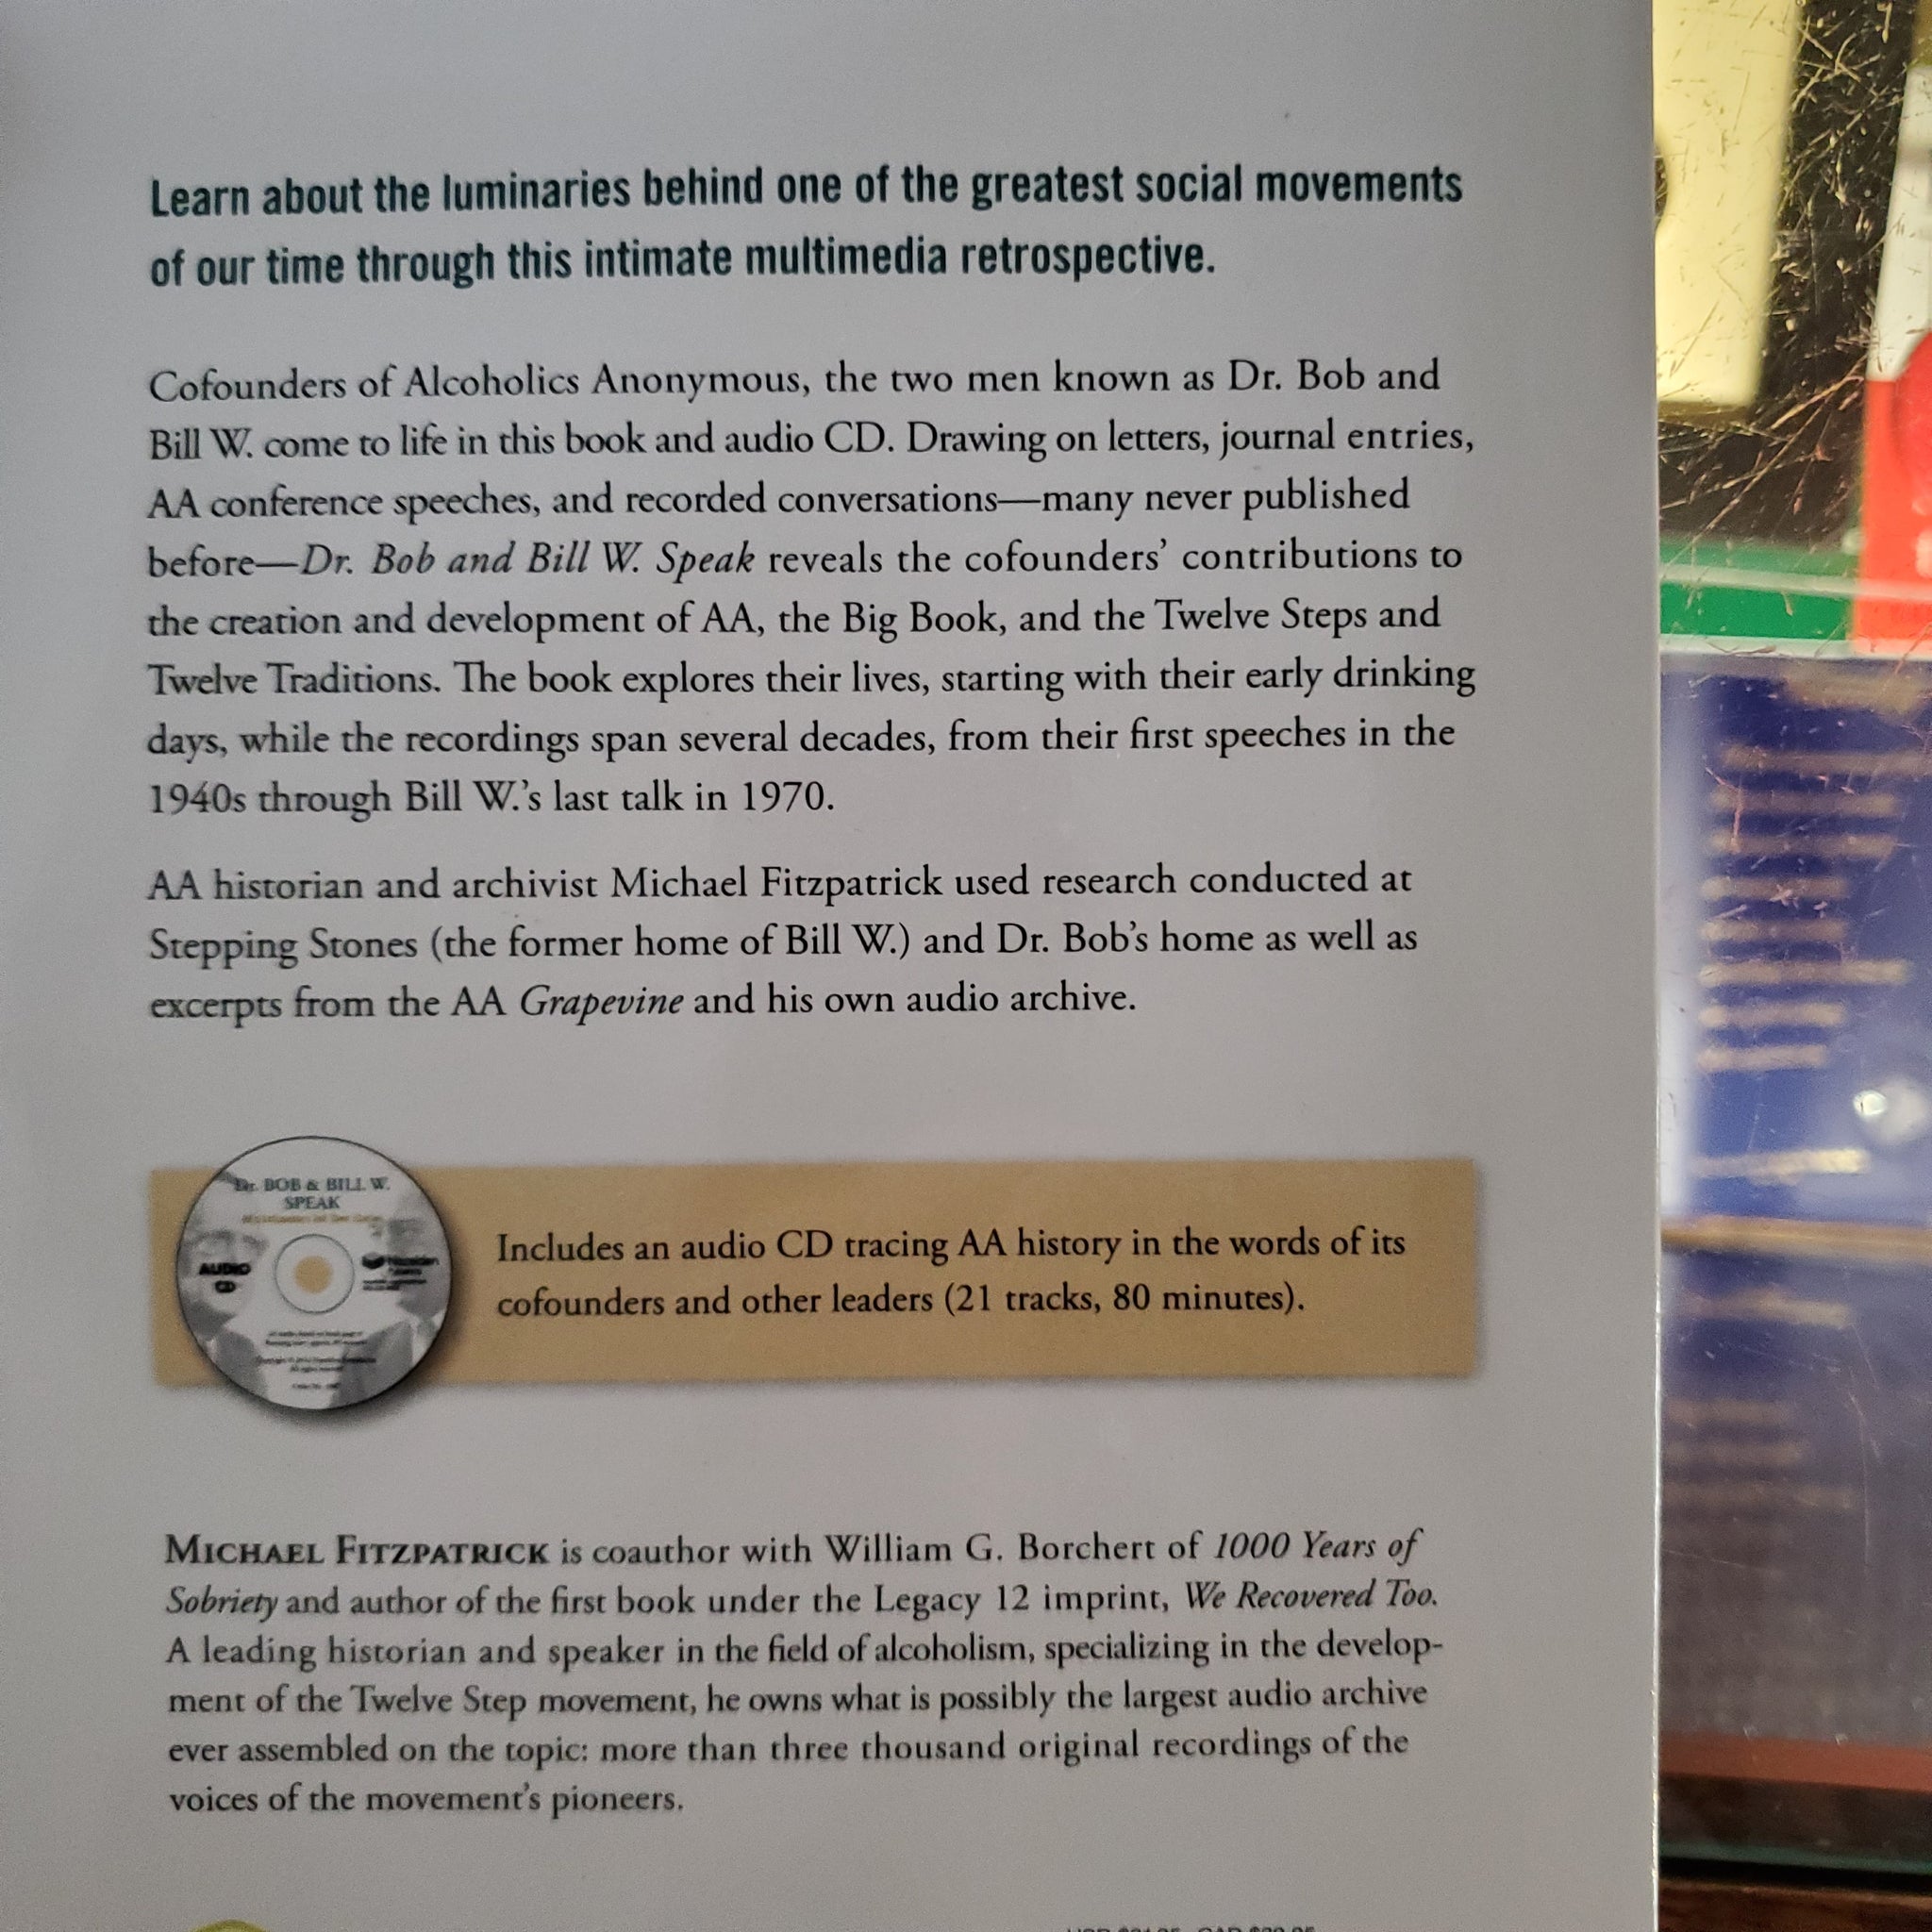 Learn about the luminaries behind one of the greatest social movements
of our time through this intimate multimedia retrospective.
Cofounders of Alcoholics Anonymous, the two men known as Dr. Bob and
Bill W. come to life in this book and audio CD. Drawing on letters, journal entries,
AA conference speeches, and recorded conversations—many never published
before—Dr. Bob and Bill W. Speak reveals the cofounders’ contributions to
the creation and development of AA, the Big Book, and the Twelve Steps and
Twelve Traditions. The book explores their lives, starting with their early drinking
days, while the recordings span several decades, from their first speeches in the
1940s through Bill W.’s last talk in 1970.
AA historian and archivist Michael Fitzpatrick used research conducted at
Stepping Stones (the former home of Bill W.) and Dr. Bob’s home as well as
excerpts from the AA Grapevine and his own audio archive.
Dr. BOB & BILL W.
SPEAK
AUDIO
CD
Includes an audio CD tracing AA history in the words of its
cofounders and other leaders (21 tracks, 80 minutes).
MICHAEL FITZPATRICK is coauthor with William G. Borchert of 1000 Years of
Sobriety and author of the first book under the Legacy 12 imprint, We Recovered Too.
A leading historian and speaker in the field of alcoholism, specializing in the develop-
ment of the Twelve Step movement, he owns what is possibly the largest audio archive
ever assembled on the topic: more than three thousand original recordings of the
voices of the movement’s pioneers.